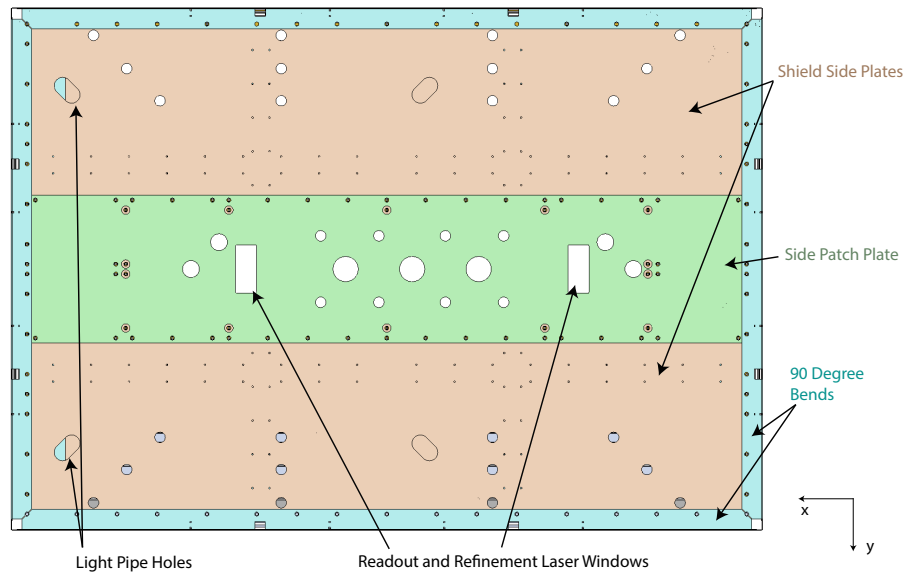 Shield Side Plates
Side Patch Plate
90 Degree
Bends
x
y
Light Pipe Holes
Readout and Refinement Laser Windows